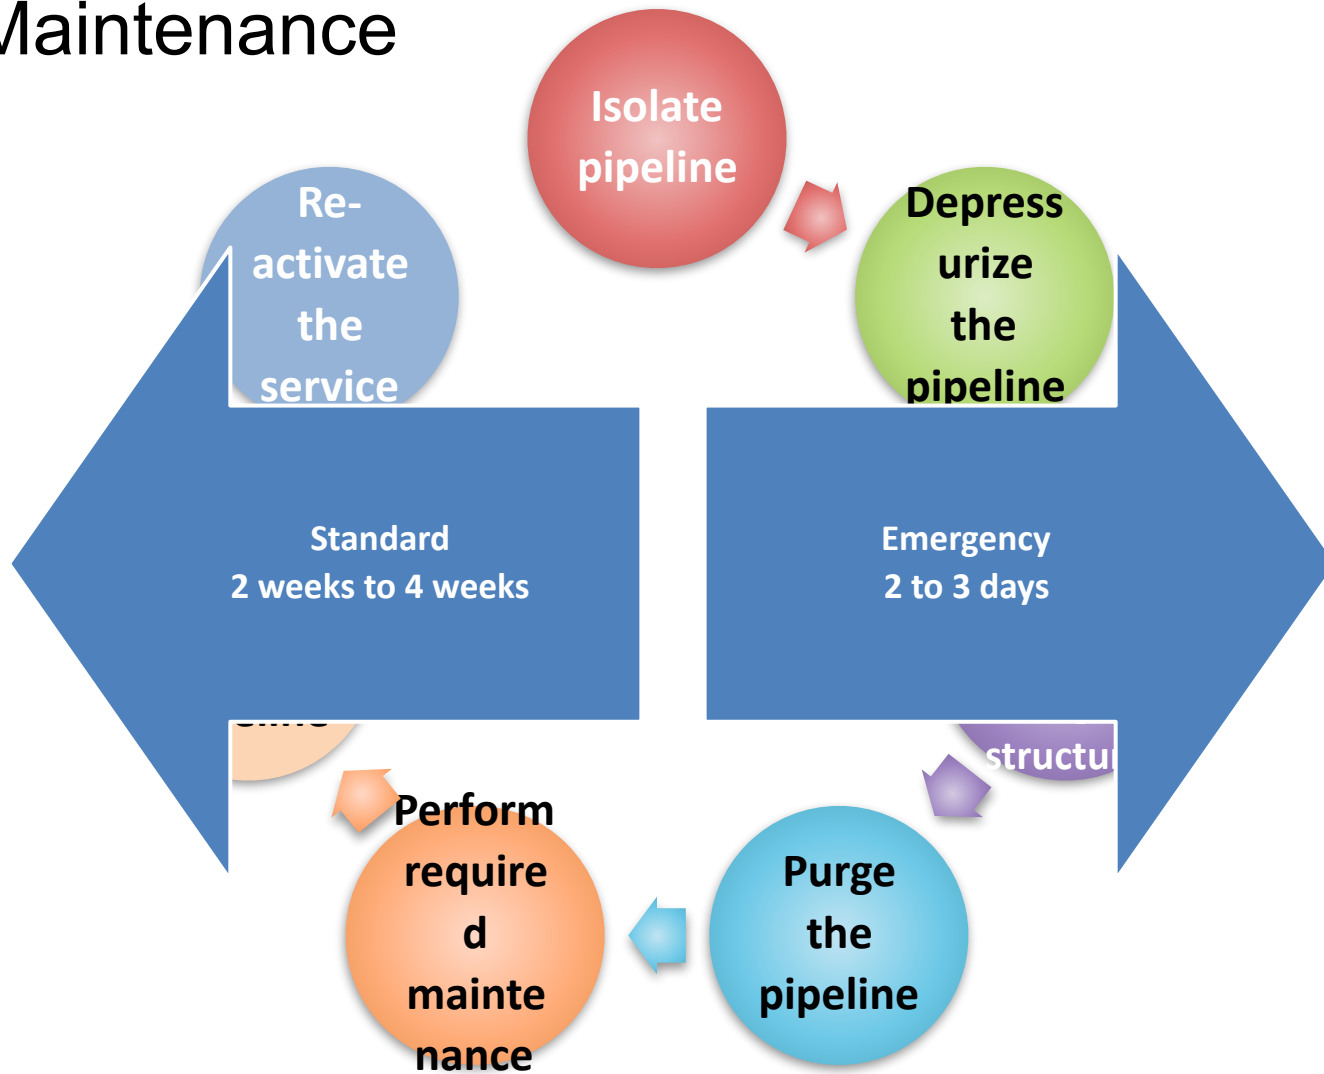 Maintenance
Isolate
pipeline
Depress
urize
the
pipeline
Re-
activate
the
service
Standard
2 weeks to 4 weeks
Emergency
2 to 3 days
structu
Purge
the
pipeline
Perform
require
d
mainte
nance